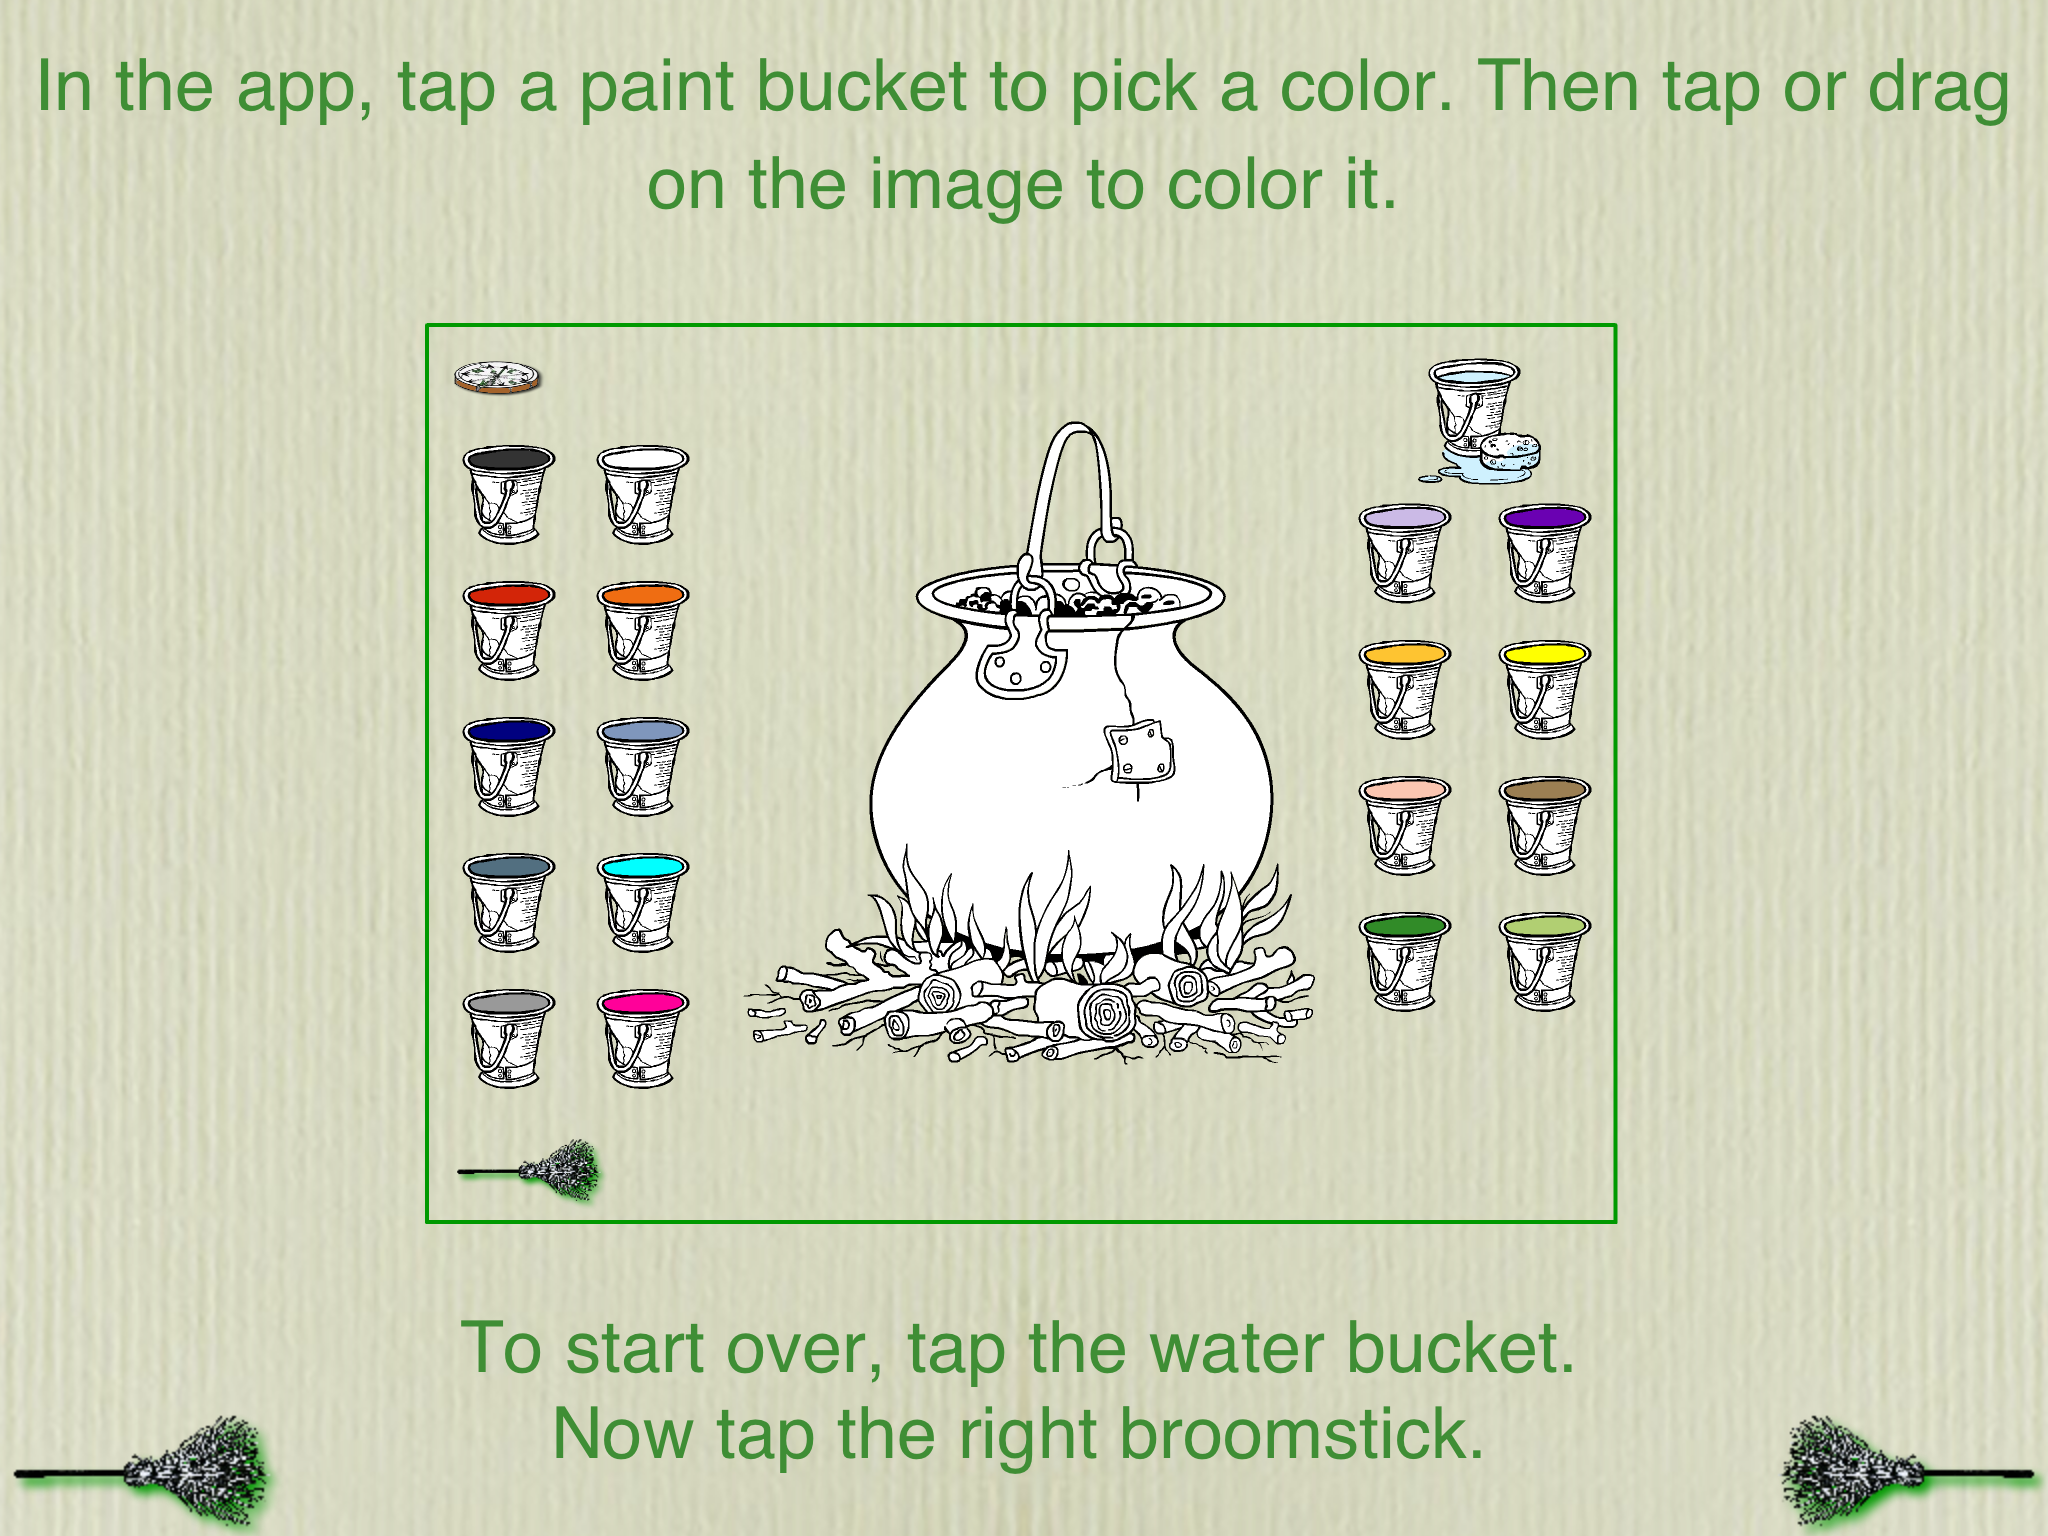 In the app, tap a paint bucket to pick a color. Then tap or drag
on the image to color it.
To start over, tap the water bucket.
Now tap the right broomstick.